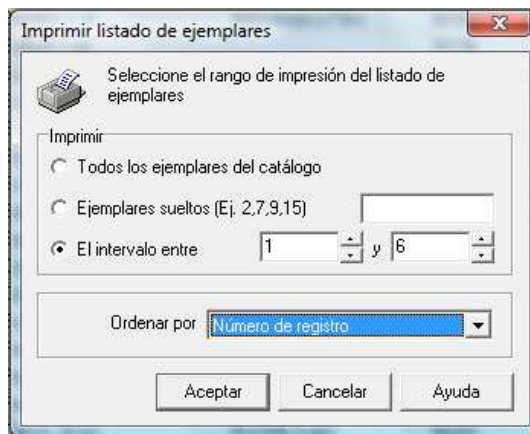 Imprimir listado de ejemplares
Seleccione el rango de impresión del listado de
ejemplares
Imprimir
Todos los ejemplares del catálogo
Ejemplares sueltos (Ej. 2,7,9,15)
El intervalo entre 1 y 6
Ordenar por Número de registro
Aceptar Cancelar Ayuda